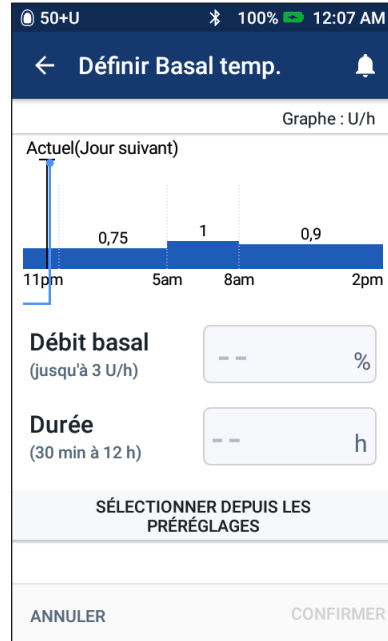 50+U 100% 12:07 AM
Définir Basal temp.
Graphe : U/h
Actuel(Jour suivant)
0,75 1 0,9
11pm 5am 8am 2pm
Débit basal
(jusqu'à 3 U/h)
-- %
Durée
(30 min à 12 h)
-- h
SÉLECTIONNER DEPUIS LES
PRÉRÉGLAGES
ANNULER CONFIRMER